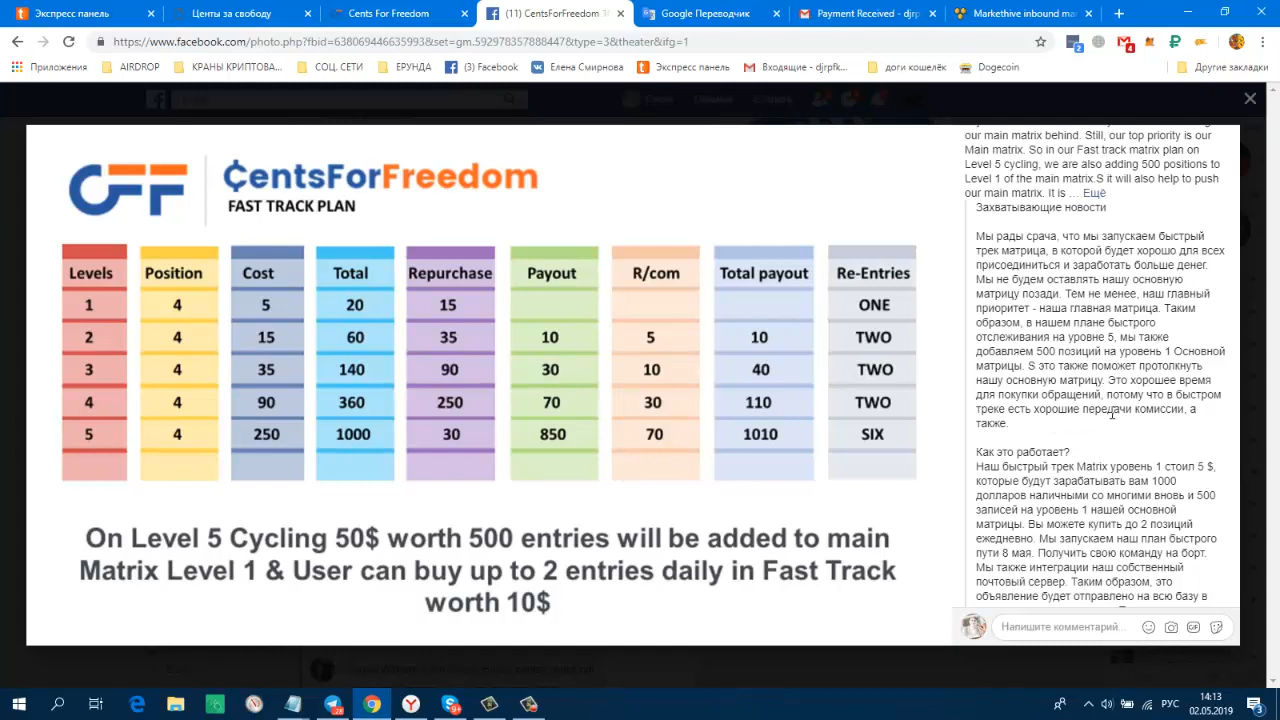 Экспресс панель
Центы за свободу
Cents For Freedom
(11) CentsForFreedom
Google Переводчик
Payment Received - djrp
Markethive inbound mar
https://www.facebook.com/photo.php?fbid=638069446635993&set=gm.592978357888447&type=3&theater&ifg=1
2
4
Приложения
AIRDROP
КРАНЫ КРИПТОВА...
СОЦ. СЕТИ
ЕРУНДА
(3) Facebook
Елена Смирнова
Экспресс панель
Входящие - djrpfk...
доги кошелёк
Dogecoin
Другие закладки
CFF
CentsForFreedom
FAST TRACK PLAN
Levels Position Cost Total Repurchase Payout R/com Total payout Re-Entries
1 4 5 20 15 ONE
2 4 15 60 35 10 5 10 TWO
3 4 35 140 90 30 10 40 TWO
4 4 90 360 250 70 30 110 TWO
5 4 250 1000 30 850 70 1010 SIX
On Level 5 Cycling 50$ worth 500 entries will be added to main
Matrix Level 1 & User can buy up to 2 entries daily in Fast Track
worth 10$
our main matrix behind. Still, our top priority is our
Main matrix. So in our Fast track matrix plan on
Level 5 cycling, we are also adding 500 positions to
Level 1 of the main matrix.S it will also help to push
our main matrix. It is ... Ещё
Захватывающие новости
Мы рады срача, что мы запускаем быстрый
трек матрица, в которой будет хорошо для всех
присоединиться и заработать больше денег.
Мы не будем оставлять нашу основную
матрицу позади. Тем не менее, наш главный
приоритет - наша главная матрица. Таким
образом, в нашем плане быстрого
отслеживания на уровне 5, мы также
добавляем 500 позиций на уровень 1 Основной
матрицы. S это также поможет протолкнуть
нашу основную матрицу. Это хорошее время
для покупки обращений, потому что в быстром
треке есть хорошие передачи комиссии, а
также.
Как это работает?
Наш быстрый трек Matrix уровень 1 стоил 5 $,
которые будут зарабатывать вам 1000
долларов наличными со многими вновь и 500
записей на уровень 1 нашей основной
матрицы. Вы можете купить до 2 позиций
ежедневно. Мы запускаем наш план быстрого
пути 8 мая. Получить свою команду на борт.
Мы также интеграции наш собственный
почтовый сервер. Таким образом, это
объявление будет отправлено на всю базу в
Напишите комментарий...
GIF
РУС
14:13
02.05.2019
3